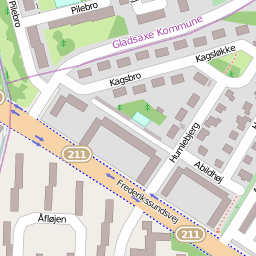 Pilebro
Pilebro
Gladsaxe Kommune
Kagsløkke
Kagsbro
Humlebjerg
Abildhøj
211
Frederikssundsvej
Åfløjen
211